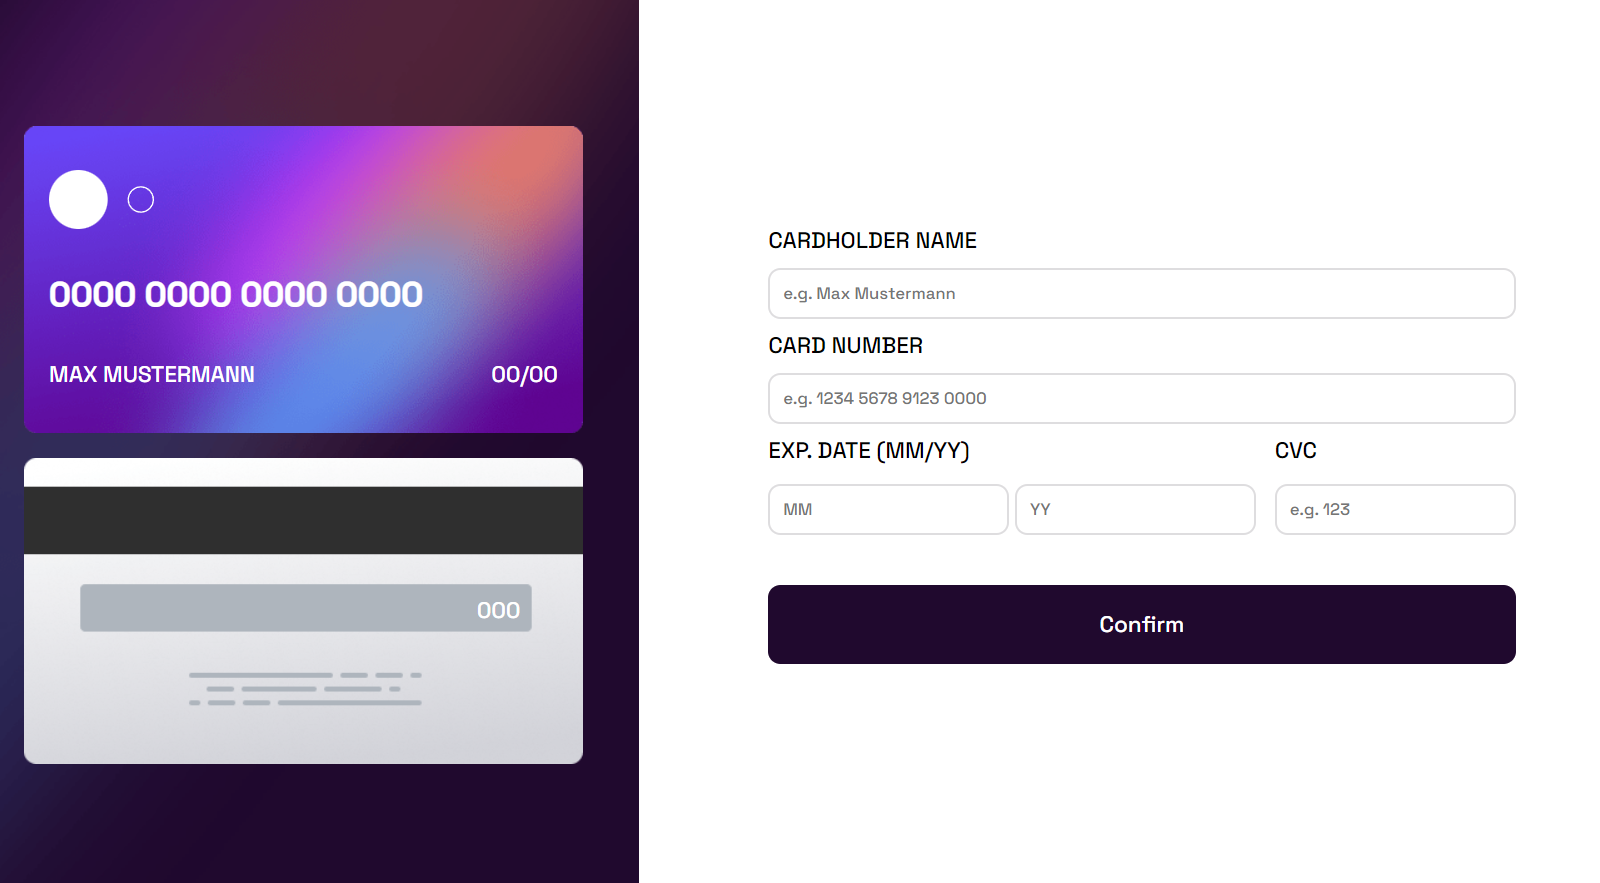 0000 0000 0000 0000
MAX MUSTERMANN 00/00
000
CARDHOLDER NAME
e.g. Max Mustermann
CARD NUMBER
e.g. 1234 5678 9123 0000
EXP. DATE (MM/YY) CVC
MM YY e.g. 123
Confirm